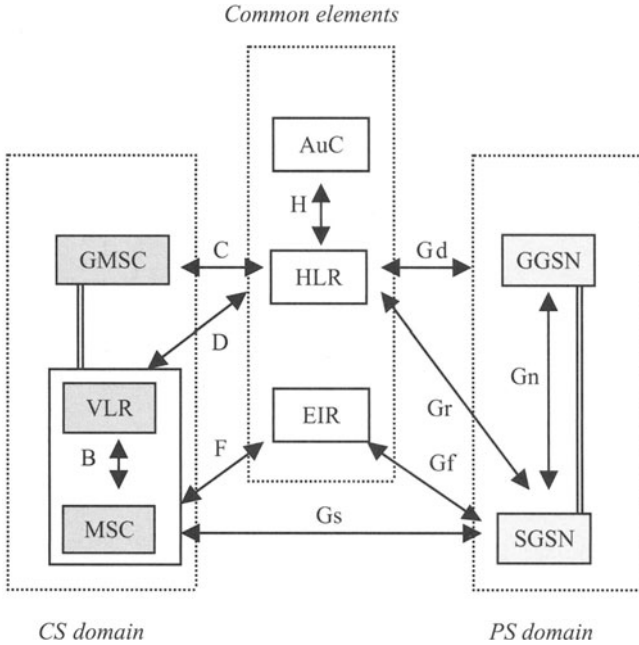 Common elements
AuC
H
GMSC
C
HLR
Gd
GGSN
D
Gn
VLR
EIR
Gr
B
F
Gf
MSC
Gs
SGSN
CS domain
PS domain